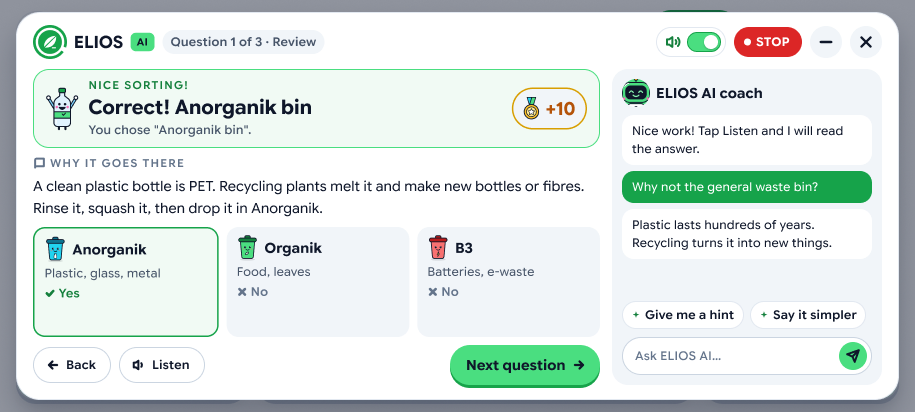 ELIOS AI Question 1 of 3 · Review
STOP
NICE SORTING!
Correct! Anorganik bin
You chose "Anorganik bin".
+10
WHY IT GOES THERE
A clean plastic bottle is PET. Recycling plants melt it and make new bottles or fibres.
Rinse it, squash it, then drop it in Anorganik.
Anorganik
Plastic, glass, metal
Yes
Organik
Food, leaves
No
B3
Batteries, e-waste
No
Back
Listen
Next question
ELIOS AI coach
Nice work! Tap Listen and I will read
the answer.
Why not the general waste bin?
Plastic lasts hundreds of years.
Recycling turns it into new things.
Give me a hint
Say it simpler
Ask ELIOS AI...